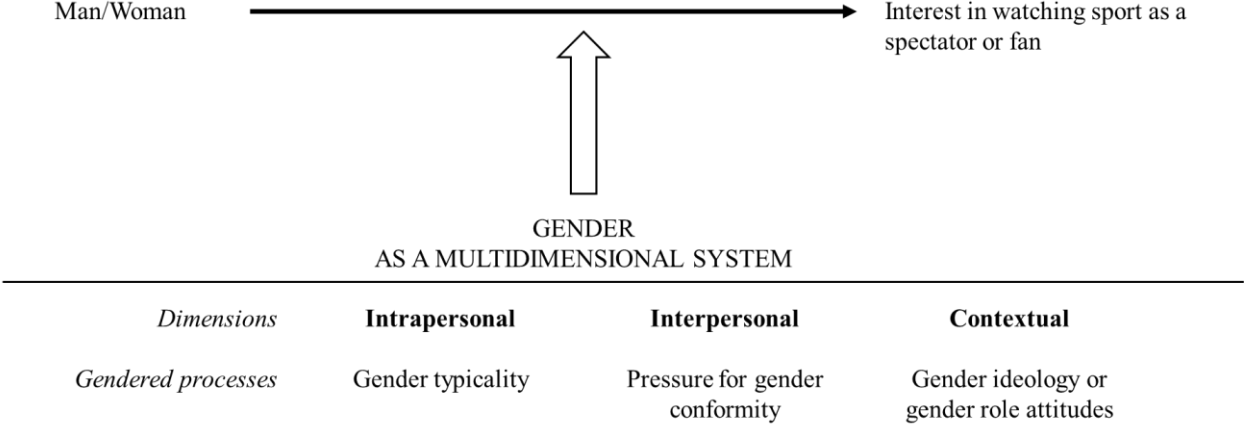 Man/Woman
Interest in watching sport as a
spectator or fan
GENDER
AS A MULTIDIMENSIONAL SYSTEM
Dimensions Intrapersonal Interpersonal Contextual
Gendered processes Gender typicality Pressure for gender Gender ideology or
conformity gender role attitudes